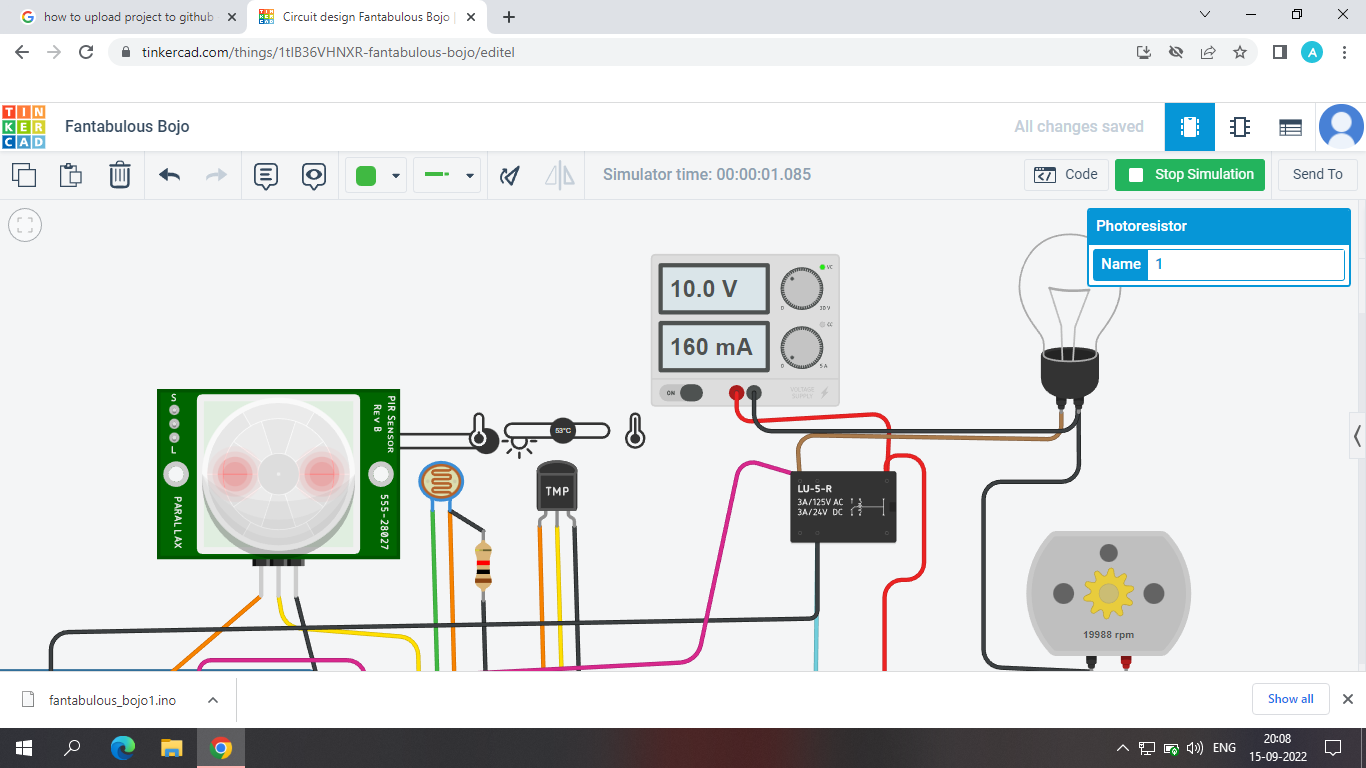 how to upload project to github
Circuit design Fantabulous Bojo |
tinkercad.com/things/1tIB36VHNXR-fantabulous-bojo/editel
A
TIN
KER
CAD
Fantabulous Bojo
All changes saved
Simulator time: 00:00:01.085
Code
Stop Simulation
Send To
Photoresistor
Name 1
10.0 V
VC
0 30 V
160 mA
CC
0 5 A
ON
VOLTAGE
SUPPLY
S
L
PIR SENSOR
REV B
PARALLAX
555-28027
53°C
TMP
LU-5-R
3A/125V AC
3A/24V DC
19988 rpm
fantabulous_bojo1.ino
Show all
ENG
20:08
15-09-2022